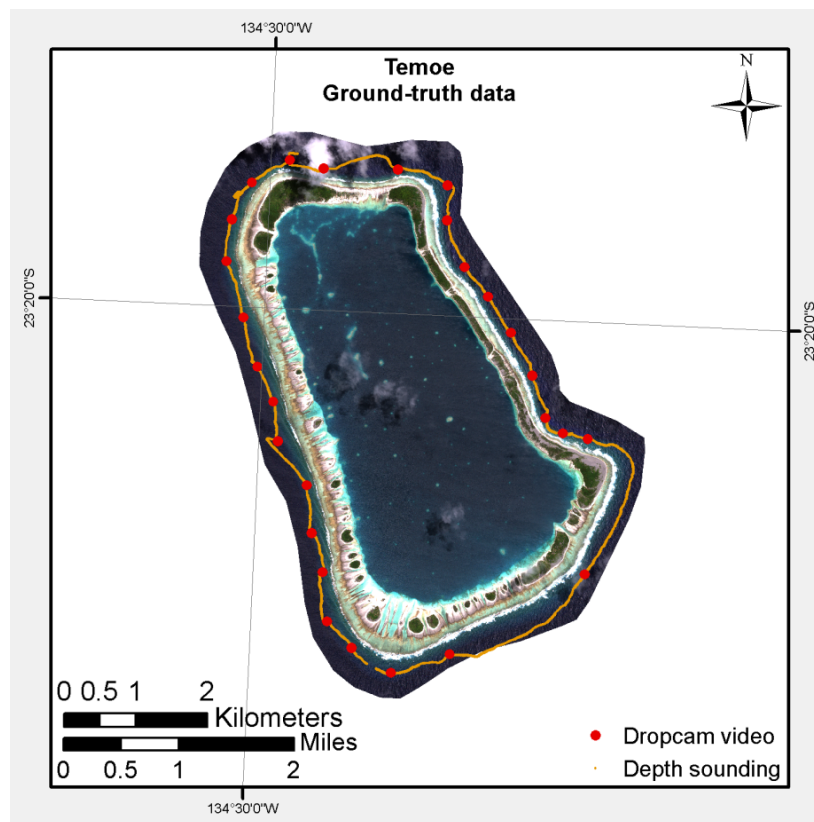 134°30'0"W
Temoe
Ground-truth data
N
23°20'0"S
23°20'0"S
0 0.5 1 2
Kilometers
Miles
0 0.5 1 2
Dropcam video
Depth sounding
134°30'0"W